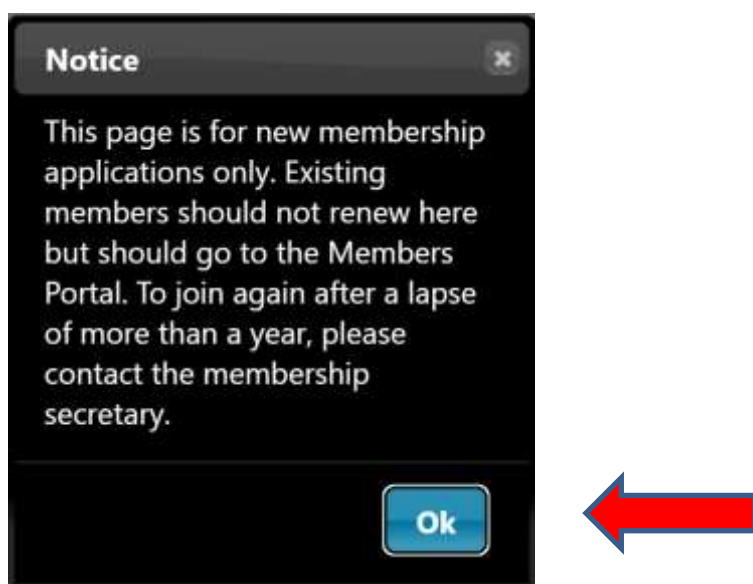 Notice
This page is for new membership
applications only. Existing
members should not renew here
but should go to the Members
Portal. To join again after a lapse
of more than a year, please
contact the membership
secretary.
Ok